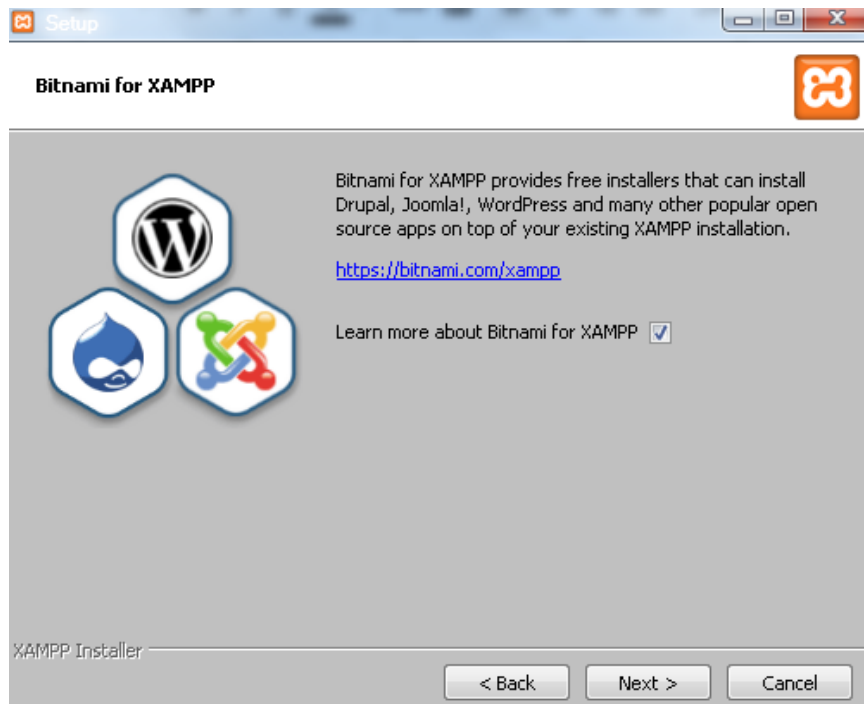 Setup
Bitnami for XAMPP
Bitnami for XAMPP provides free installers that can install
Drupal, Joomla!, WordPress and many other popular open
source apps on top of your existing XAMPP installation.
https://bitnami.com/xampp
Learn more about Bitnami for XAMPP
XAMPP Installer
< Back
Next >
Cancel